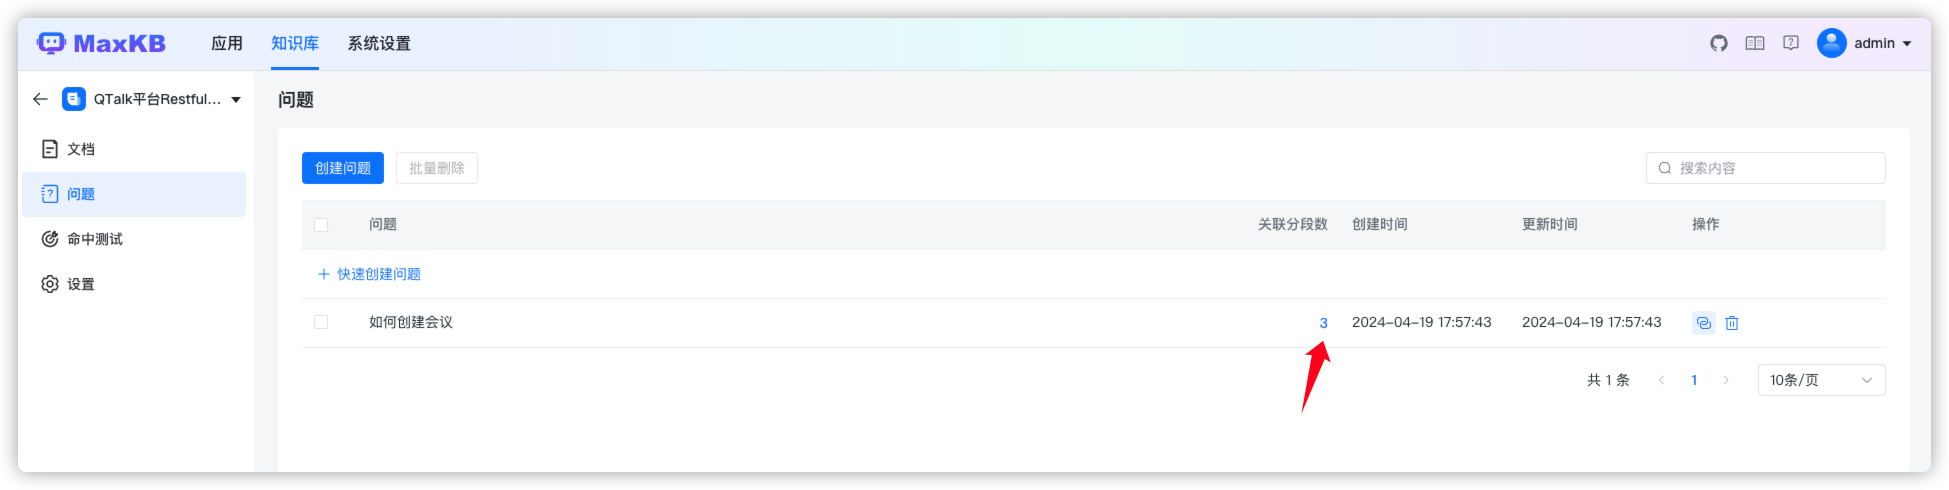 MaxKB 应用 知识库 系统设置 admin
QTalk平台Restful...
文档
问题
命中测试
设置
问题
创建问题 批量删除 搜索内容
问题 关联分段数 创建时间 更新时间 操作
快速创建问题
如何创建会议 3 2024-04-19 17:57:43 2024-04-19 17:57:43
共 1 条 1 10条/页